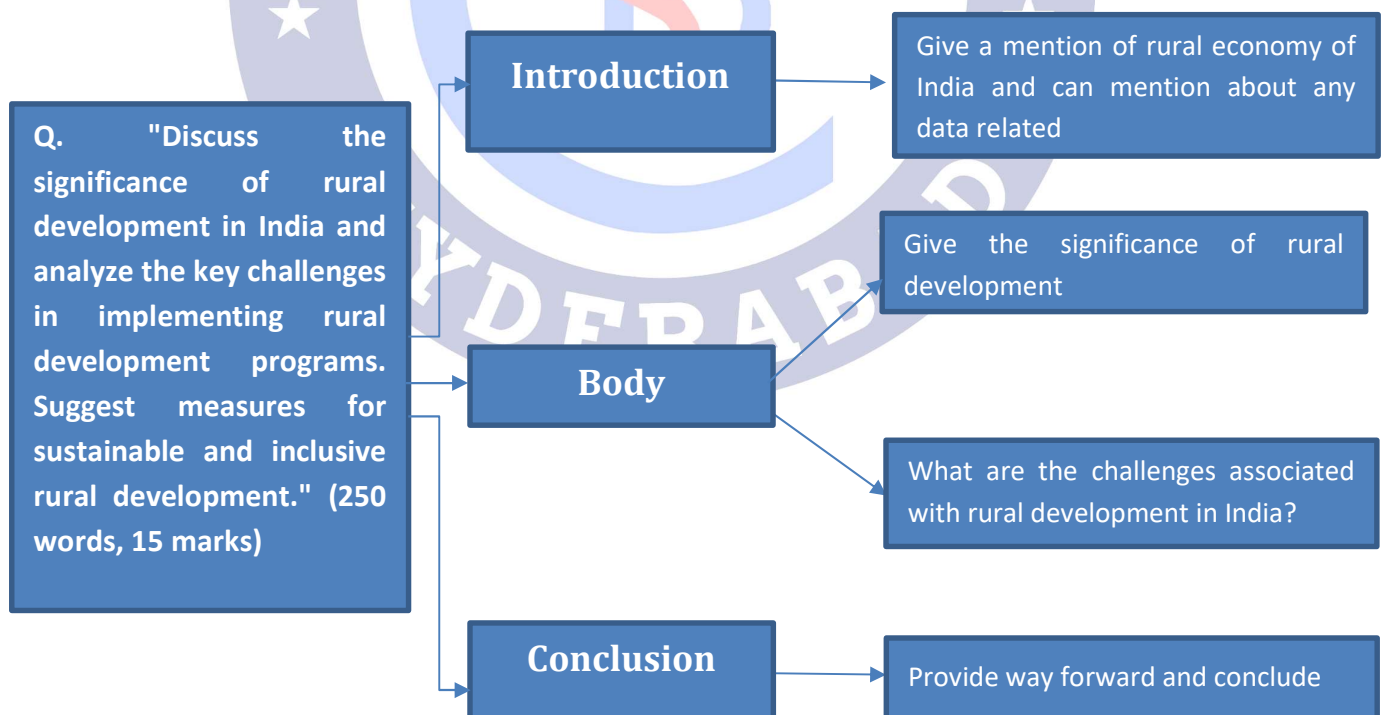 Q. "Discuss the
significance of rural
development in India and
analyze the key challenges
in implementing rural
development programs.
Suggest measures for
sustainable and inclusive
rural development." (250
words, 15 marks)
Introduction
Give a mention of rural economy of
India and can mention about any
data related
Body
Give the significance of rural
development
What are the challenges associated
with rural development in India?
Conclusion
Provide way forward and conclude